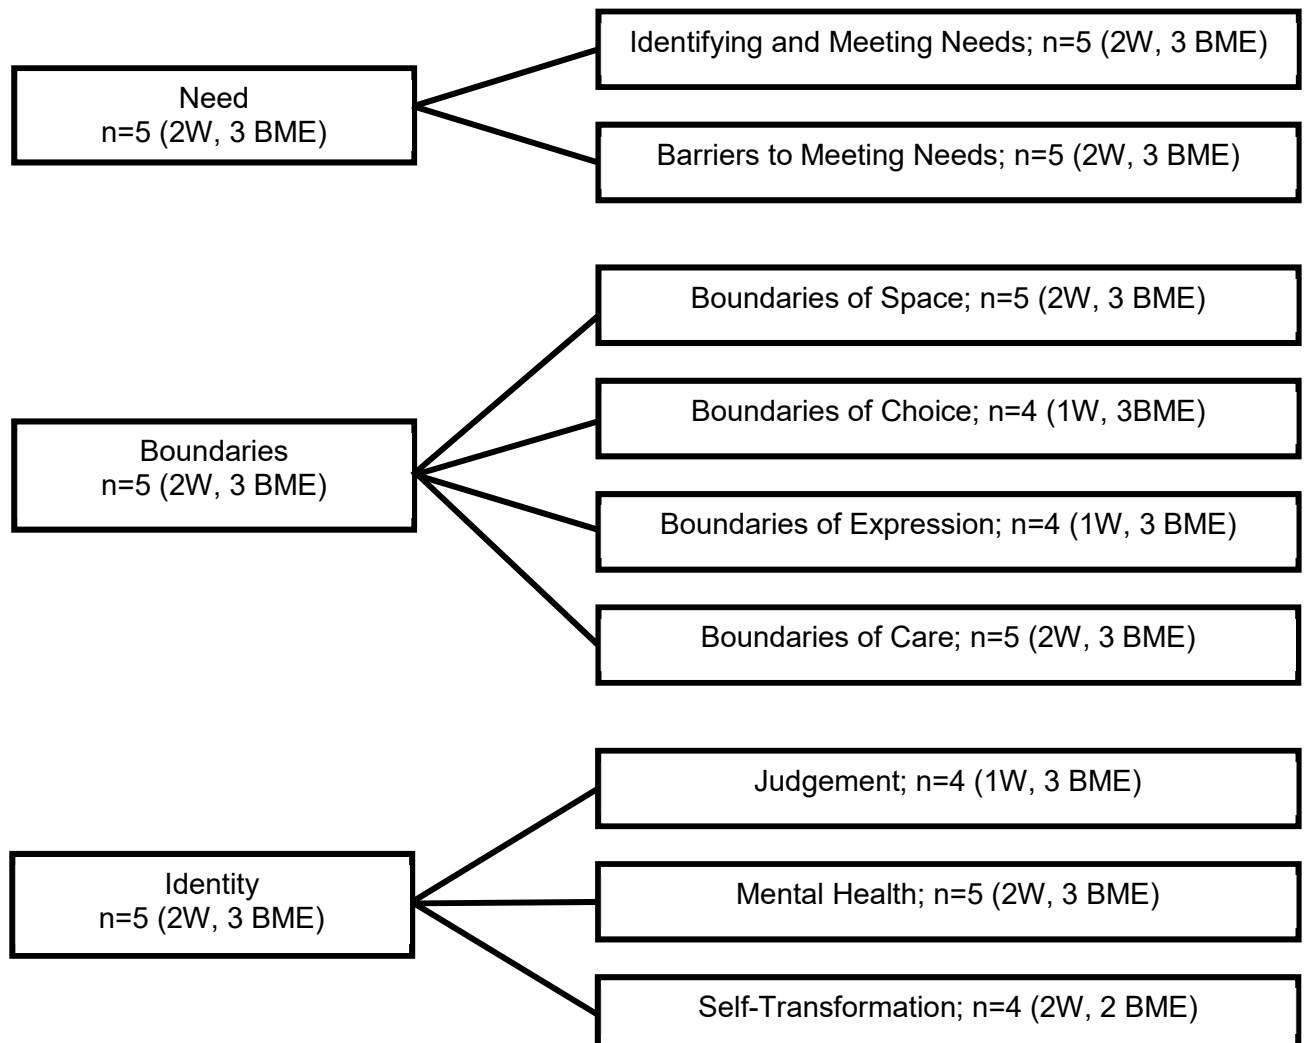 Need
n=5 (2W, 3 BME)
Identifying and Meeting Needs; n=5 (2W, 3 BME)
Barriers to Meeting Needs; n=5 (2W, 3 BME)
Boundaries
n=5 (2W, 3 BME)
Boundaries of Space; n=5 (2W, 3 BME)
Boundaries of Choice; n=4 (1W, 3BME)
Boundaries of Expression; n=4 (1W, 3 BME)
Boundaries of Care; n=5 (2W, 3 BME)
Identity
n=5 (2W, 3 BME)
Judgement; n=4 (1W, 3 BME)
Mental Health; n=5 (2W, 3 BME)
Self-Transformation; n=4 (2W, 2 BME)